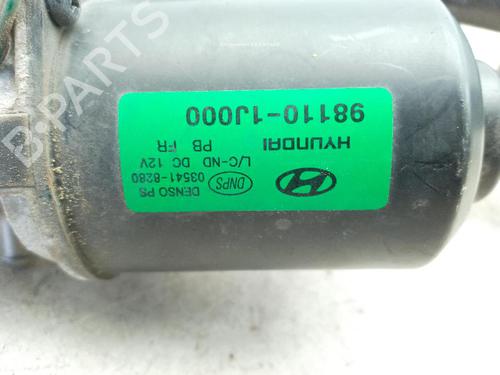 98110-1J000
HYUNDAI
PB FR
L/C-ND DC 12V
DNPS
DENSO PS 03541-8280
B-PARTS